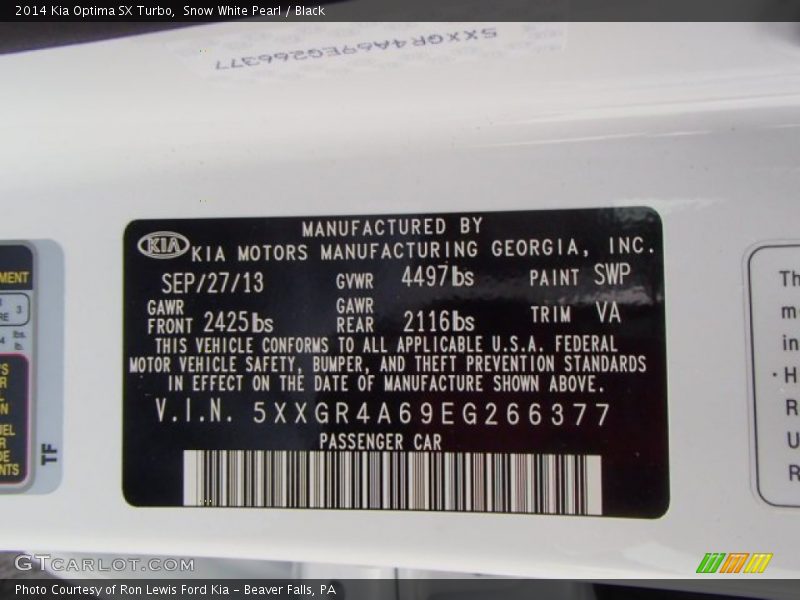 2014 Kia Optima SX Turbo, Snow White Pearl / Black
5XXGR4A69EG266377
MANUFACTURED BY
KIA KIA MOTORS MANUFACTURING GEORGIA, INC.
SEP/27/13 GVWR 4497lbs PAINT SWP
GAWR FRONT 2425lbs GAWR REAR 2116lbs TRIM VA
THIS VEHICLE CONFORMS TO ALL APPLICABLE U.S.A. FEDERAL
MOTOR VEHICLE SAFETY, BUMPER, AND THEFT PREVENTION STANDARDS
IN EFFECT ON THE DATE OF MANUFACTURE SHOWN ABOVE.
V.I.N. 5XXGR4A69EG266377
PASSENGER CAR
TF
GTCARLOT.COM
Photo Courtesy of Ron Lewis Ford Kia - Beaver Falls, PA